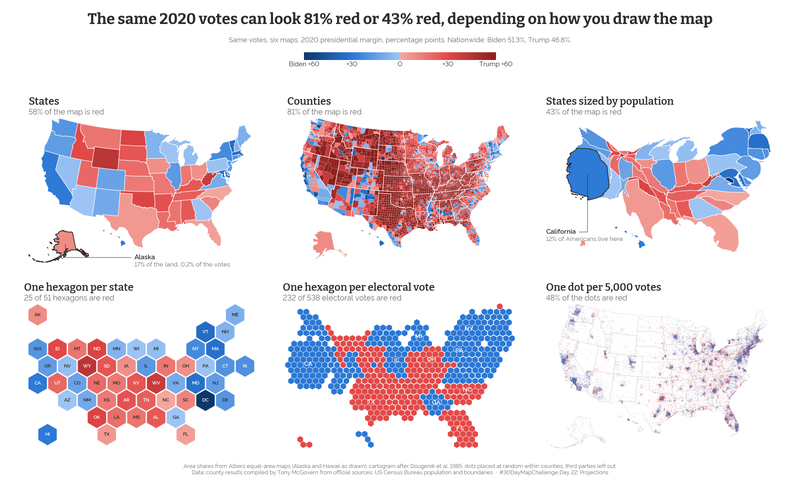 The same 2020 votes can look 81% red or 43% red, depending on how you draw the map
Same votes, six maps. 2020 presidential margin, percentage points. Nationwide: Biden 51.3%, Trump 46.8%.
Biden +60
+30
0
+30
Trump +60
States
58% of the map is red
Counties
81% of the map is red
States sized by population
43% of the map is red
Alaska
17% of the land, 0.2% of the votes
California
12% of Americans live here
One hexagon per state
25 of 51 hexagons are red
One hexagon per electoral vote
232 of 538 electoral votes are red
One dot per 5,000 votes
48% of the dots are red
AK
ME
VT
NH
WA
ID
MT
ND
MN
WI
MI
NY
MA
OR
NV
WY
SD
IA
IL
IN
OH
PA
CT
RI
CA
UT
CO
NE
MO
KY
WV
VA
MD
NJ
AZ
NM
KS
AR
TN
NC
SC
DC
DE
OK
LA
MS
AL
GA
HI
TX
FL
Area shares from Albers equal-area maps (Alaska and Hawaii as drawn); cartogram after Dougenik et al. 1985; dots placed at random within counties, third parties left out.
Data: county results compiled by Tony McGovern from official sources; US Census Bureau population and boundaries · #30DayMapChallenge Day 22: Projections